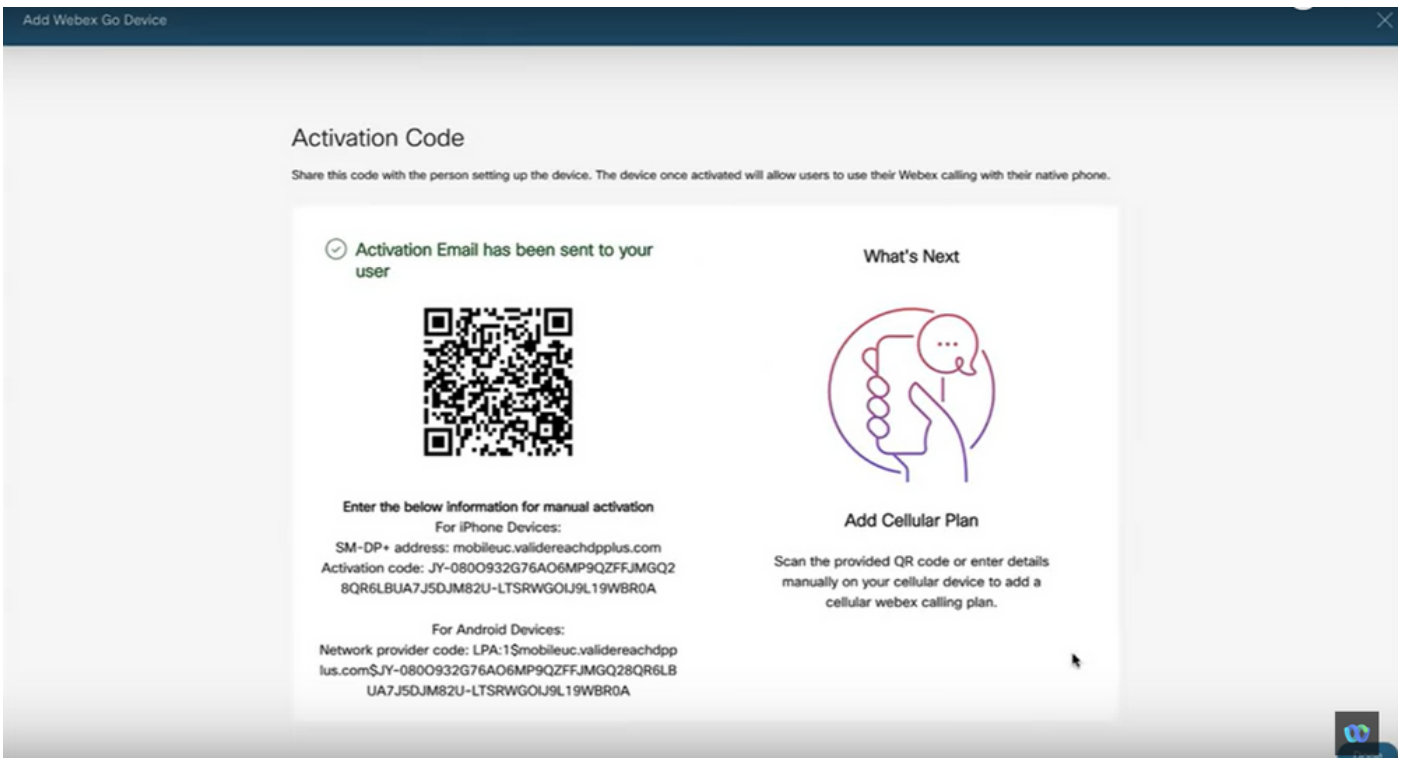 Add Webex Go Device
Activation Code
Share this code with the person setting up the device. The device once activated will allow users to use their Webex calling with their native phone.
Activation Email has been sent to your
user
Enter the below information for manual activation
For iPhone Devices:
SM-DP+ address: mobileuc.validereachdpplus.com
Activation code: JY-080O932G76AO6MP9QZFFJMGQ2
8QR6LBUA7J5DJM82U-LTSRWGOIJ9L19WBR0A
For Android Devices:
Network provider code: LPA:1$mobileuc.validereachdpp
lus.com$JY-080O932G76AO6MP9QZFFJMGQ28QR6LB
UA7J5DJM82U-LTSRWGOIJ9L19WBR0A
What's Next
Add Cellular Plan
Scan the provided QR code or enter details
manually on your cellular device to add a
cellular webex calling plan.